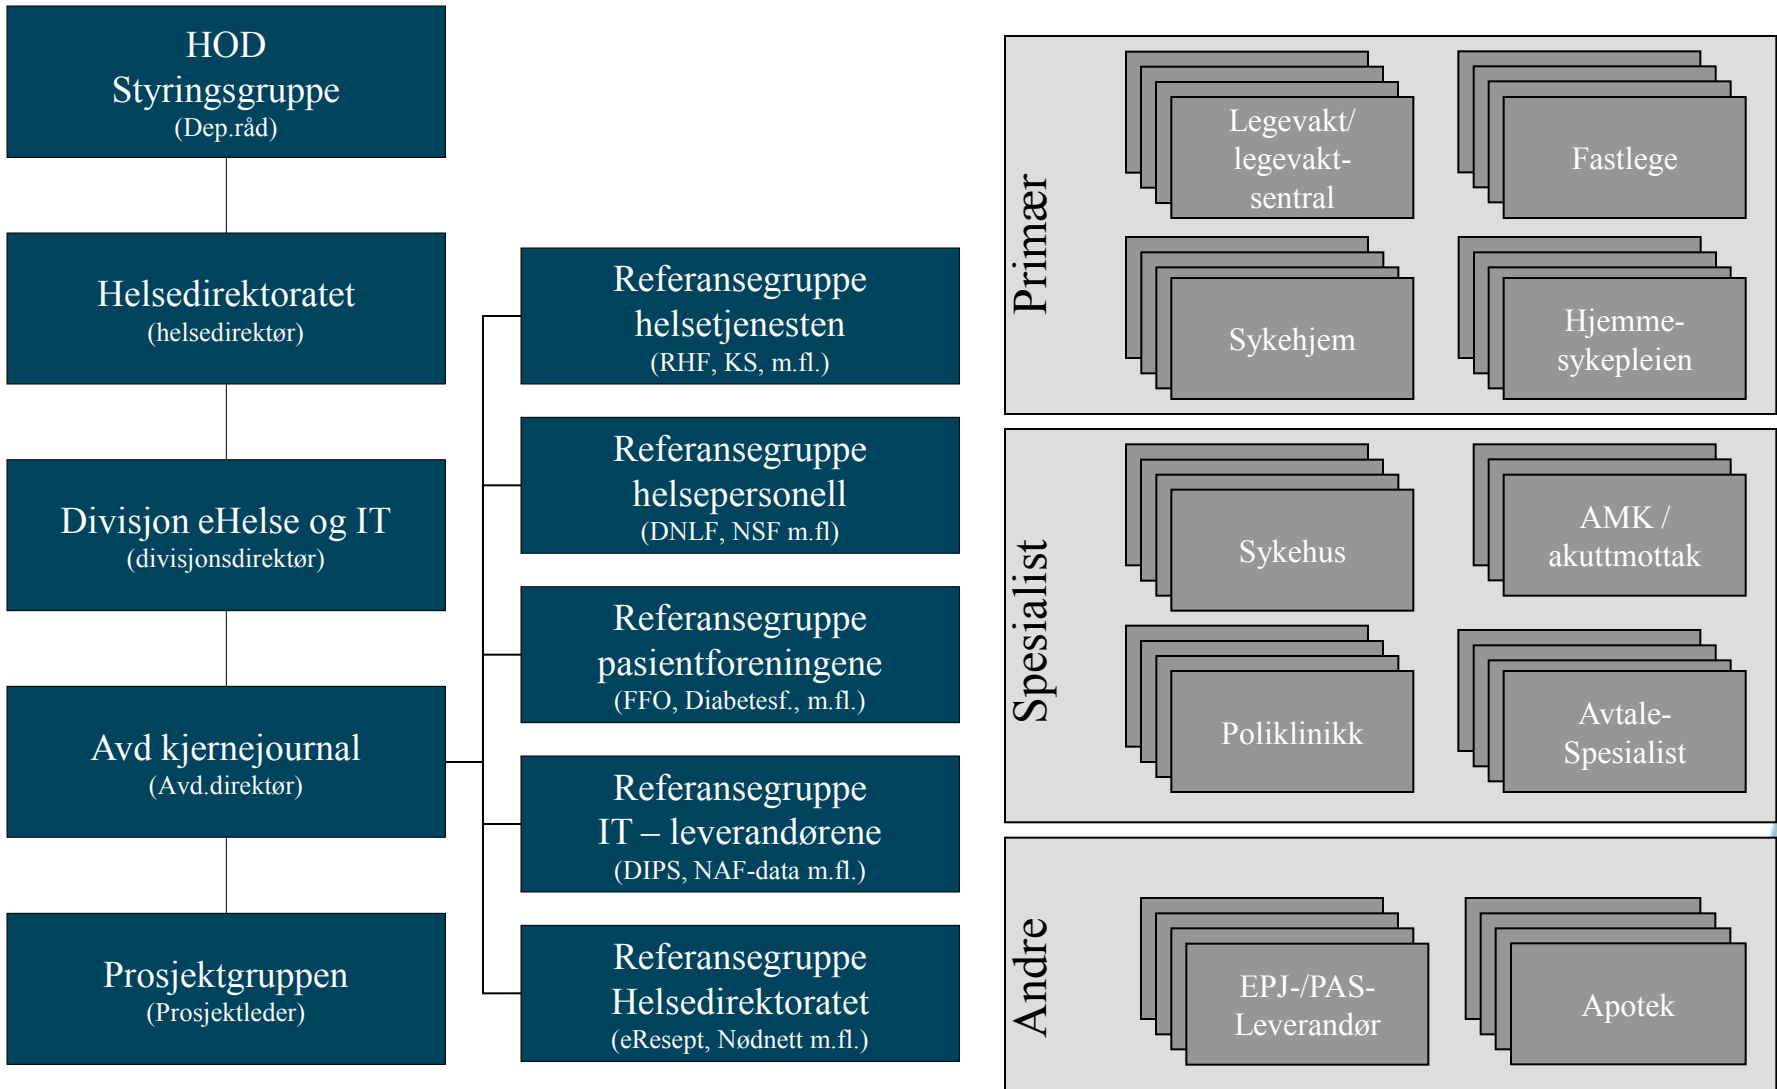 HOD
Styringsgruppe
(Dep.råd)
Helsedirektoratet
(helsedirektør)
Divisjon eHelse og IT
(divisjonsdirektør)
Avd kjernejournal
(Avd.direktør)
Prosjektgruppen
(Prosjektleder)
Referansegruppe
helsetjenesten
(RHF, KS, m.fl.)
Referansegruppe
helsepersonell
(DNLF, NSF m.fl)
Referansegruppe
pasientforeningene
(FFO, Diabetesf., m.fl.)
Referansegruppe
IT – leverandørene
(DIPS, NAF-data m.fl.)
Referansegruppe
Helsedirektoratet
(eResept, Nødnett m.fl.)
Primær
Legevakt/
legevakt-
sentral
Fastlege
Sykehjem
Hjemme-
sykepleien
Spesialist
Sykehus
AMK /
akuttmottak
Poliklinikk
Avtale-
Spesialist
Andre
EPJ-/PAS-
Leverandør
Apotek